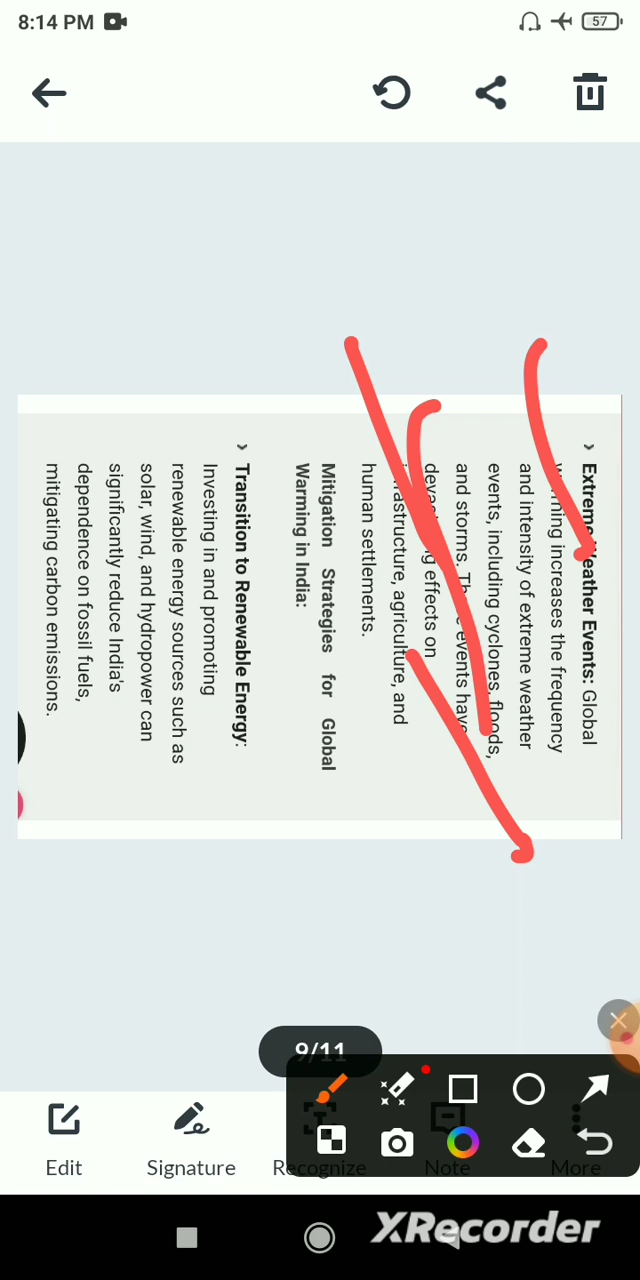 8:14 PM
57
› Extreme Weather Events: Global
warming increases the frequency
and intensity of extreme weather
events, including cyclones, floods,
and storms. These events have
devastating effects on
infrastructure, agriculture, and
human settlements.
Mitigation Strategies for Global
Warming in India:
› Transition to Renewable Energy:
Investing in and promoting
renewable energy sources such as
solar, wind, and hydropower can
significantly reduce India's
dependence on fossil fuels,
mitigating carbon emissions.
9/11
Edit Signature Recognize Note More
XRecorder